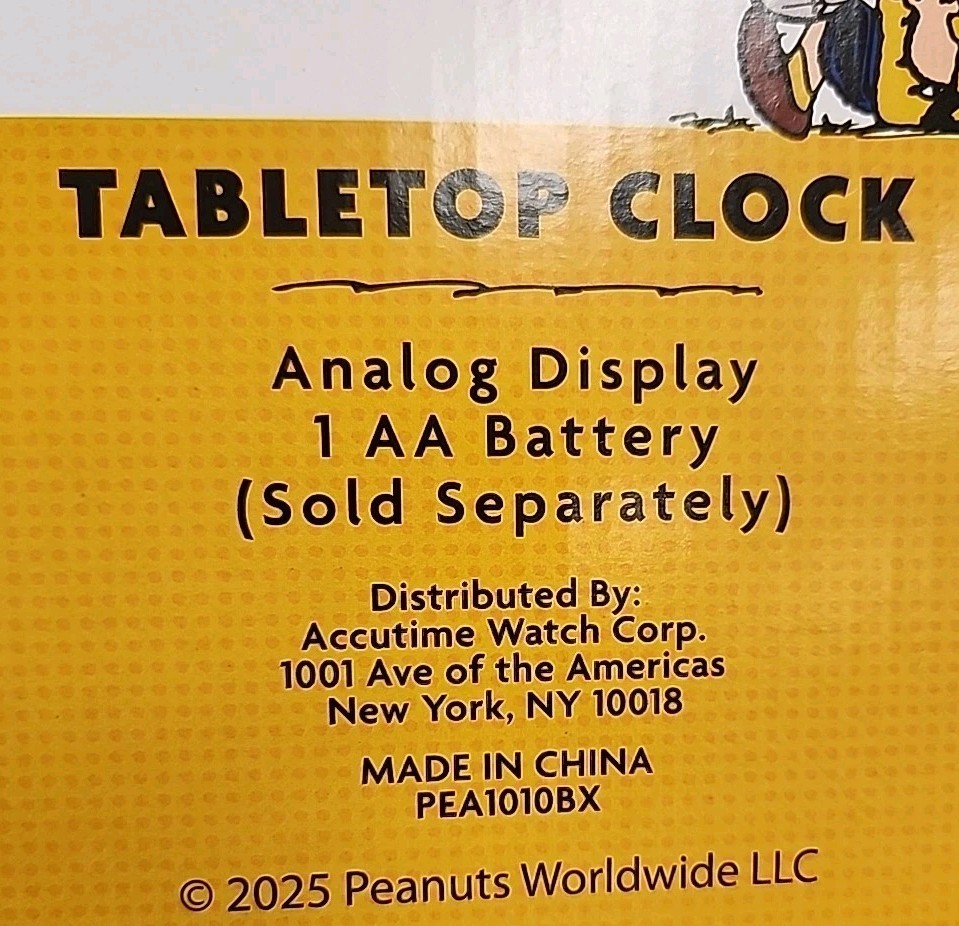 TABLETOP CLOCK
Analog Display
1 AA Battery
(Sold Separately)
Distributed By:
Accutime Watch Corp.
1001 Ave of the Americas
New York, NY 10018
MADE IN CHINA
PEA1010BX
© 2025 Peanuts Worldwide LLC